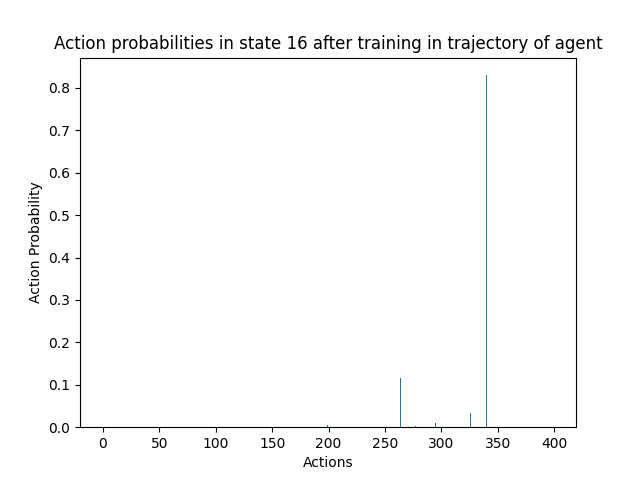 Action probabilities in state 16 after training in trajectory of agent
0.8
0.7
0.6
0.5
0.4
0.3
0.2
0.1
0.0
Action Probability
0 50 100 150 200 250 300 350 400
Actions